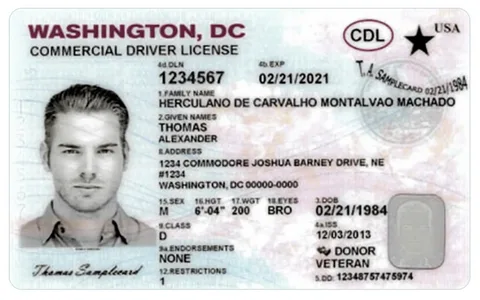 WASHINGTON, DC
CDL
USA
COMMERCIAL DRIVER LICENSE
4d.DLN
1234567
4b.EXP
02/21/2021
T. A. SAMPLECARD 02/21/1984
1.FAMILY NAME
HERCULANO DE CARVALHO MONTALVAO MACHADO
2.GIVEN NAMES
THOMAS
ALEXANDER
8.ADDRESS
1234 COMMODORE JOSHUA BARNEY DRIVE, NE
#1234
WASHINGTON, DC 00000-0000
15.SEX 16.HGT 17.WGT 18.EYES 3.DOB
M 6'-04" 200 BRO 02/21/1984
9.CLASS 4a.ISS
D 12/03/2013
9a.ENDORSEMENTS
NONE
DONOR
VETERAN
12.RESTRICTIONS
1
5.DD: 12348757475974
Thomas Samplecard